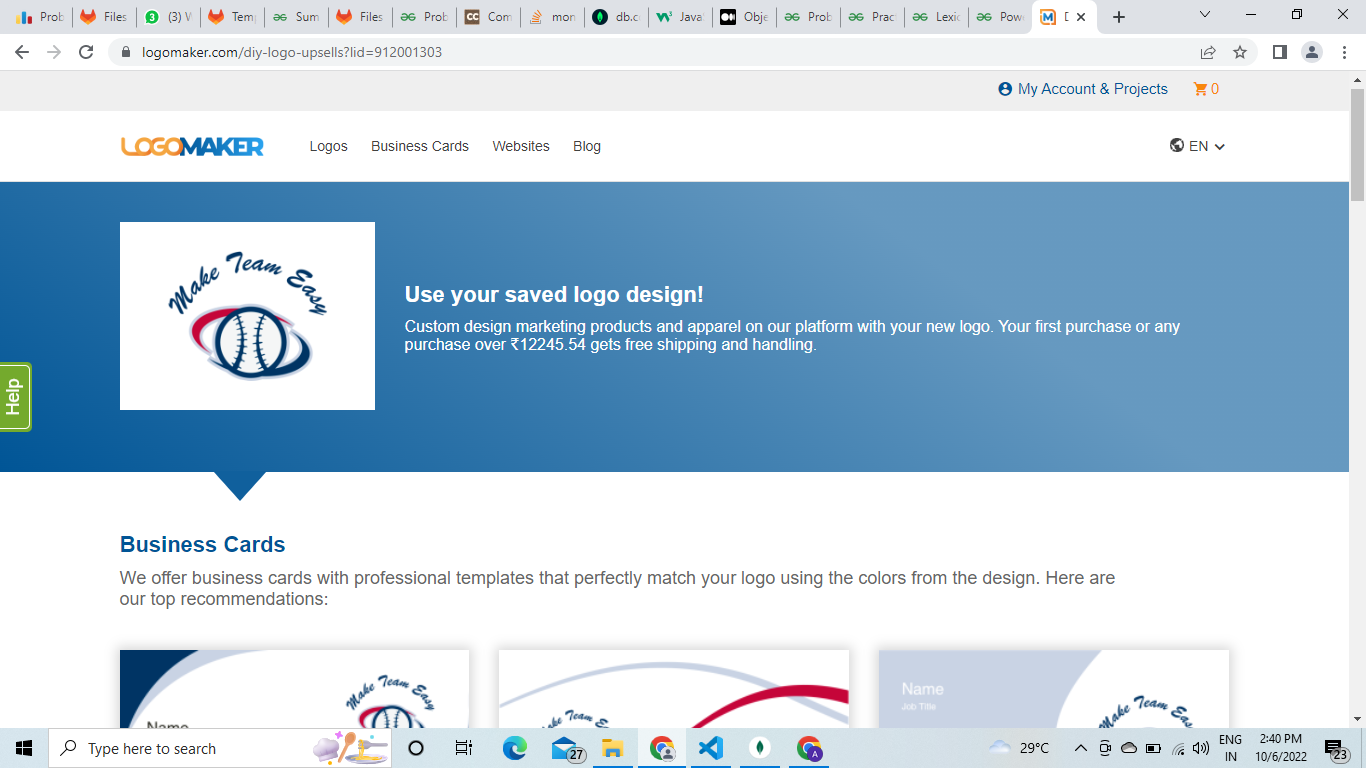 Prob
Files
(3) W
Temp
Sum
Files
Prob
Com
mon
db.c
Java
Obje
Prob
Prac
Lexic
Powe
logomaker.com/diy-logo-upsells?lid=912001303
My Account & Projects
0
LOGOMAKER
Logos
Business Cards
Websites
Blog
EN
Make Team Easy
Use your saved logo design!
Custom design marketing products and apparel on our platform with your new logo. Your first purchase or any
purchase over ₹12245.54 gets free shipping and handling.
Help
Business Cards
We offer business cards with professional templates that perfectly match your logo using the colors from the design. Here are
our top recommendations:
Name
Make Team Easy
Make Team Easy
Name
Job Title
Make Team Easy
Type here to search
27
29°C
ENG
IN
2:40 PM
10/6/2022
23